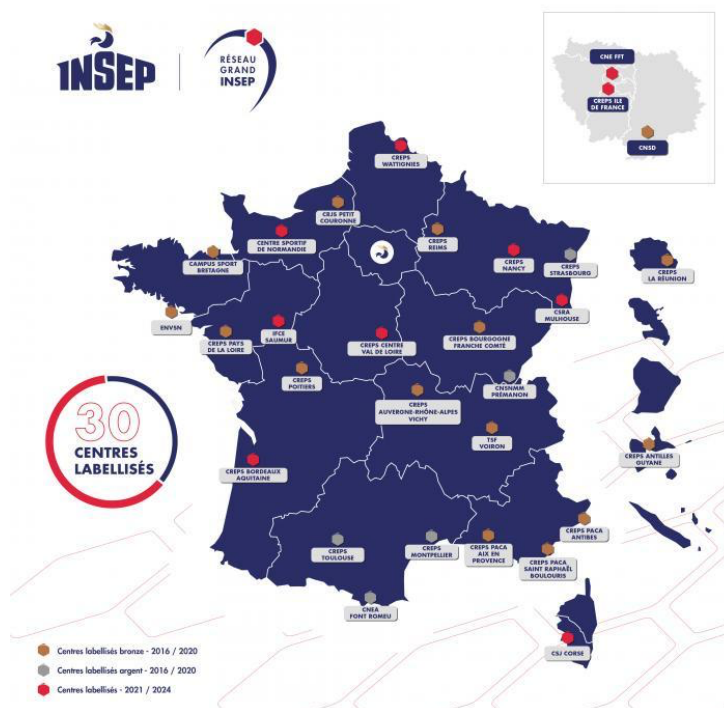 INSEP
RÉSEAU
GRAND
INSEP
CNE FFT
CREPS ILE
DE FRANCE
CNSD
CREPS
WATTIGNIES
CRJS PETIT
COURONNE
CENTRE SPORTIF
DE NORMANDIE
CREPS
REIMS
CAMPUS SPORT
BRETAGNE
CREPS
NANCY
CREPS
STRASBOURG
CREPS
LA RÉUNION
CSRA
MULHOUSE
ENVSN
CREPS PAYS
DE LA LOIRE
IFCE
SAUMUR
CREPS CENTRE
VAL DE LOIRE
CREPS BOURGOGNE
FRANCHE COMTÉ
CREPS
POITIERS
CNSNMM
PRÉMANON
CREPS
AUVERGNE-RHÔNE-ALPES
VICHY
TSF
VOIRON
CREPS ANTILLES
GUYANE
30
CENTRES
LABELLISÉS
CREPS BORDEAUX
AQUITAINE
CREPS
TOULOUSE
CREPS
MONTPELLIER
CREPS PACA
AIX EN
PROVENCE
CREPS PACA
ANTIBES
CREPS PACA
SAINT RAPHAËL
BOULOURIS
CNEA
FONT ROMEU
CSJ CORSE
Centres labellisés bronze - 2016 / 2020
Centres labellisés argent - 2016 / 2020
Centres labellisés - 2021 / 2024